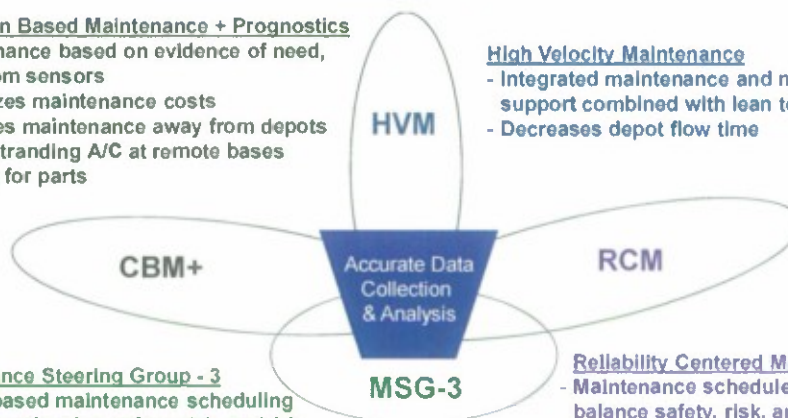 n Based Maintenance + Prognostics
nance based on evidence of need,
om sensors
zes maintenance costs
es maintenance away from depots
tranding A/C at remote bases
for parts
High Velocity Maintenance
- Integrated maintenance and
support combined with lean
- Decreases depot flow time
HVM
CBM+
Accurate Data
Collection
& Analysis
RCM
MSG-3
nce Steering Group - 3
based maintenance scheduling
Reliability Centered M
- Maintenance schedule
balance safety, risk, a